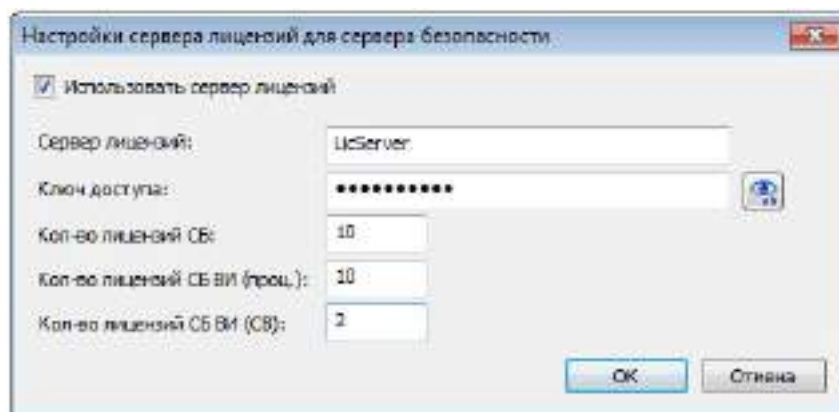 Настройки сервера лицензий для сервера безопасности
Использовать сервер лицензий
Сервер лицензий: LicServer
Ключ доступа: ••••••••••
Кол-во лицензий СБ: 10
Кол-во лицензий СБ ВИ (проц.): 10
Кол-во лицензий СБ ВИ (СВ): 2
ОК Отмена